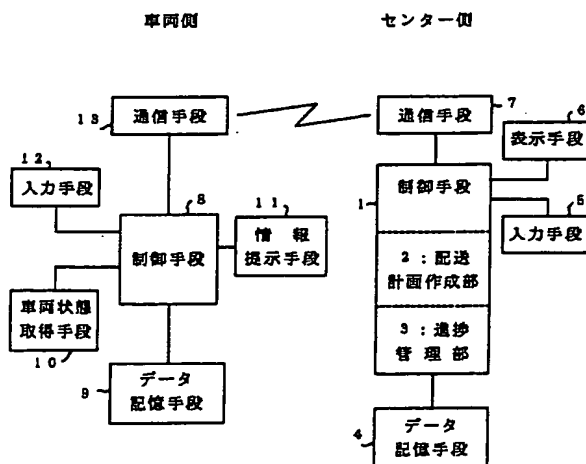 車両側
センター側
13
通信手段
7
通信手段
6
表示手段
12
入力手段
8
制御手段
11
情報
提示手段
1
制御手段
5
入力手段
2:配送
計画作成部
3:進捗
管理部
車両状態
取得手段
10
9
データ
記憶手段
4
データ
記憶手段